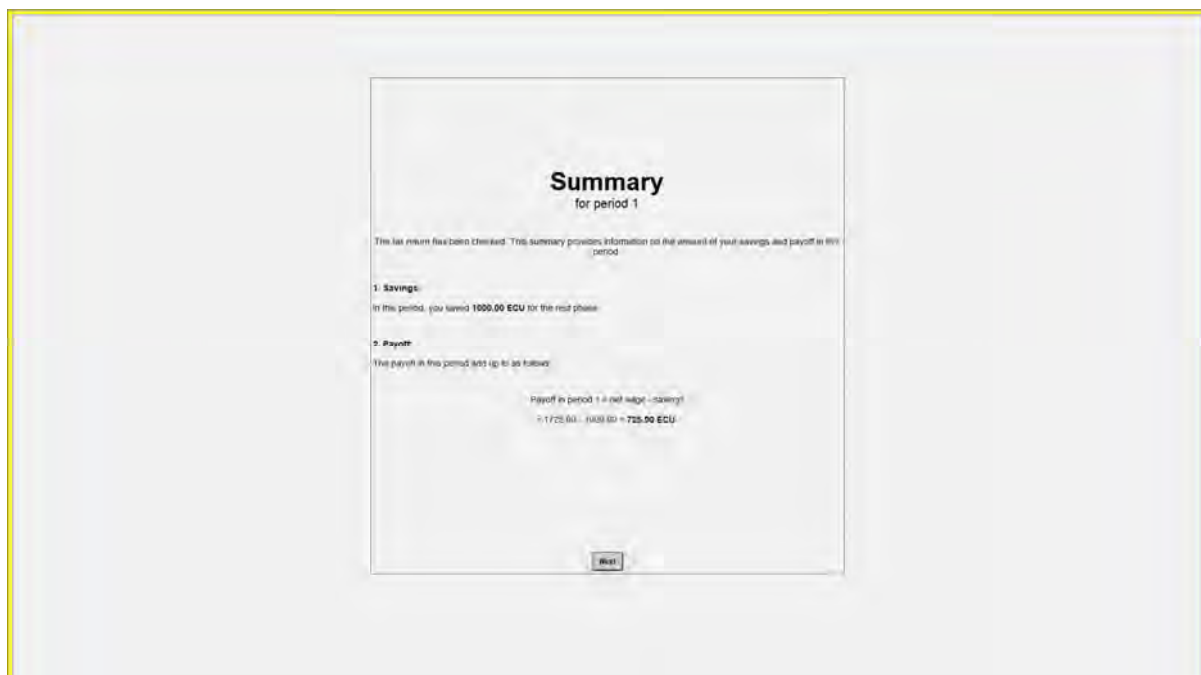 Summary
for period 1
The tax return has been checked. This summary provides information on the amount of your savings and payoff in this
period.
1. Savings:
In this period, you saved 1000.00 ECU for the rest phase.
2. Payoff:
The payoff in this period add up to as follows:
Payoff in period 1 = net wage - savings
= 1725.90 - 1000.00 = 725.90 ECU
Next